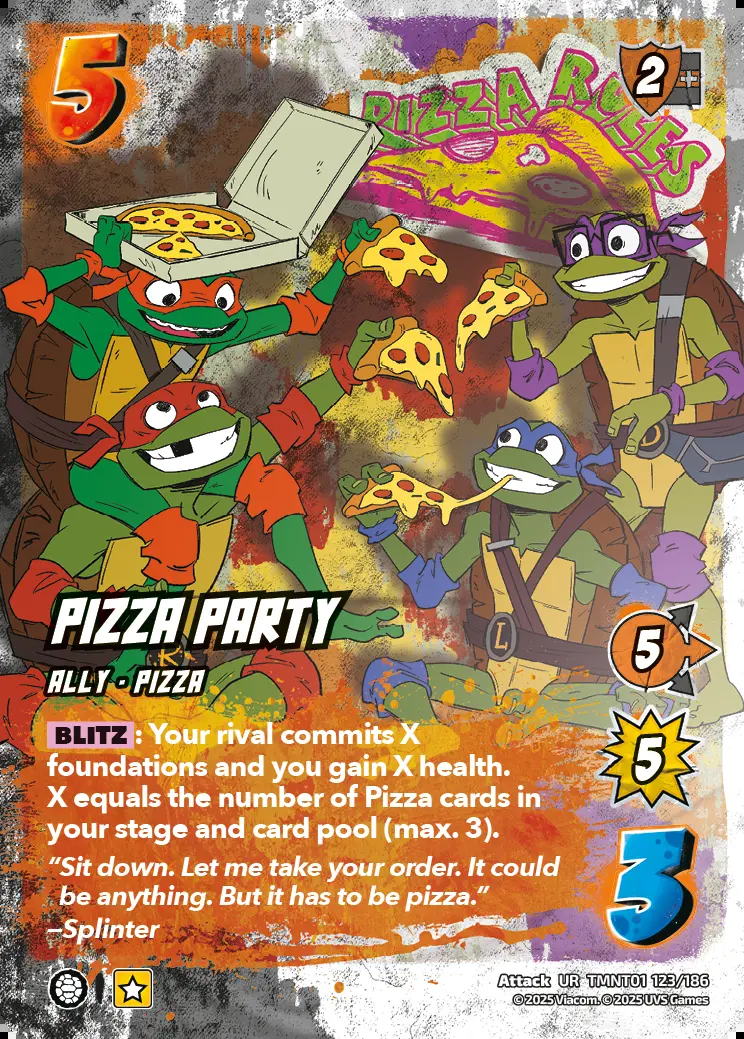 5
2
PIZZA RULES
PIZZA PARTY
ALLY · PIZZA
5
BLITZ : Your rival commits X
foundations and you gain X health.
X equals the number of Pizza cards in
your stage and card pool (max. 3).
5
"Sit down. Let me take your order. It could
be anything. But it has to be pizza."
—Splinter
3
L
R
Attack UR TMNT01 123/186
© 2025 Viacom. © 2025 UVS Games